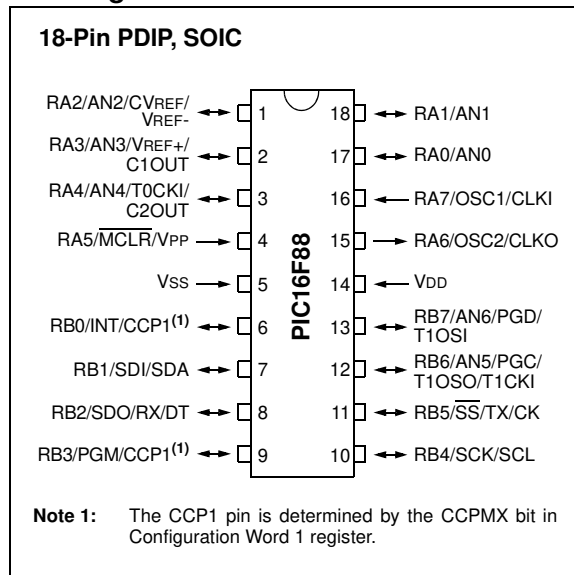 18-Pin PDIP, SOIC
RA2/AN2/CVREF/
VREF-
RA3/AN3/VREF+/
C1OUT
RA4/AN4/T0CKI/
C2OUT
RA5/MCLR/VPP
VSS
RB0/INT/CCP1(1)
RB1/SDI/SDA
RB2/SDO/RX/DT
RB3/PGM/CCP1(1)
1
2
3
4
5
6
7
8
9
PIC16F88
18
17
16
15
14
13
12
11
10
RA1/AN1
RA0/AN0
RA7/OSC1/CLKI
RA6/OSC2/CLKO
VDD
RB7/AN6/PGD/
T1OSI
RB6/AN5/PGC/
T1OSO/T1CKI
RB5/SS/TX/CK
RB4/SCK/SCL
Note 1: The CCP1 pin is determined by the CCPMX bit in
Configuration Word 1 register.